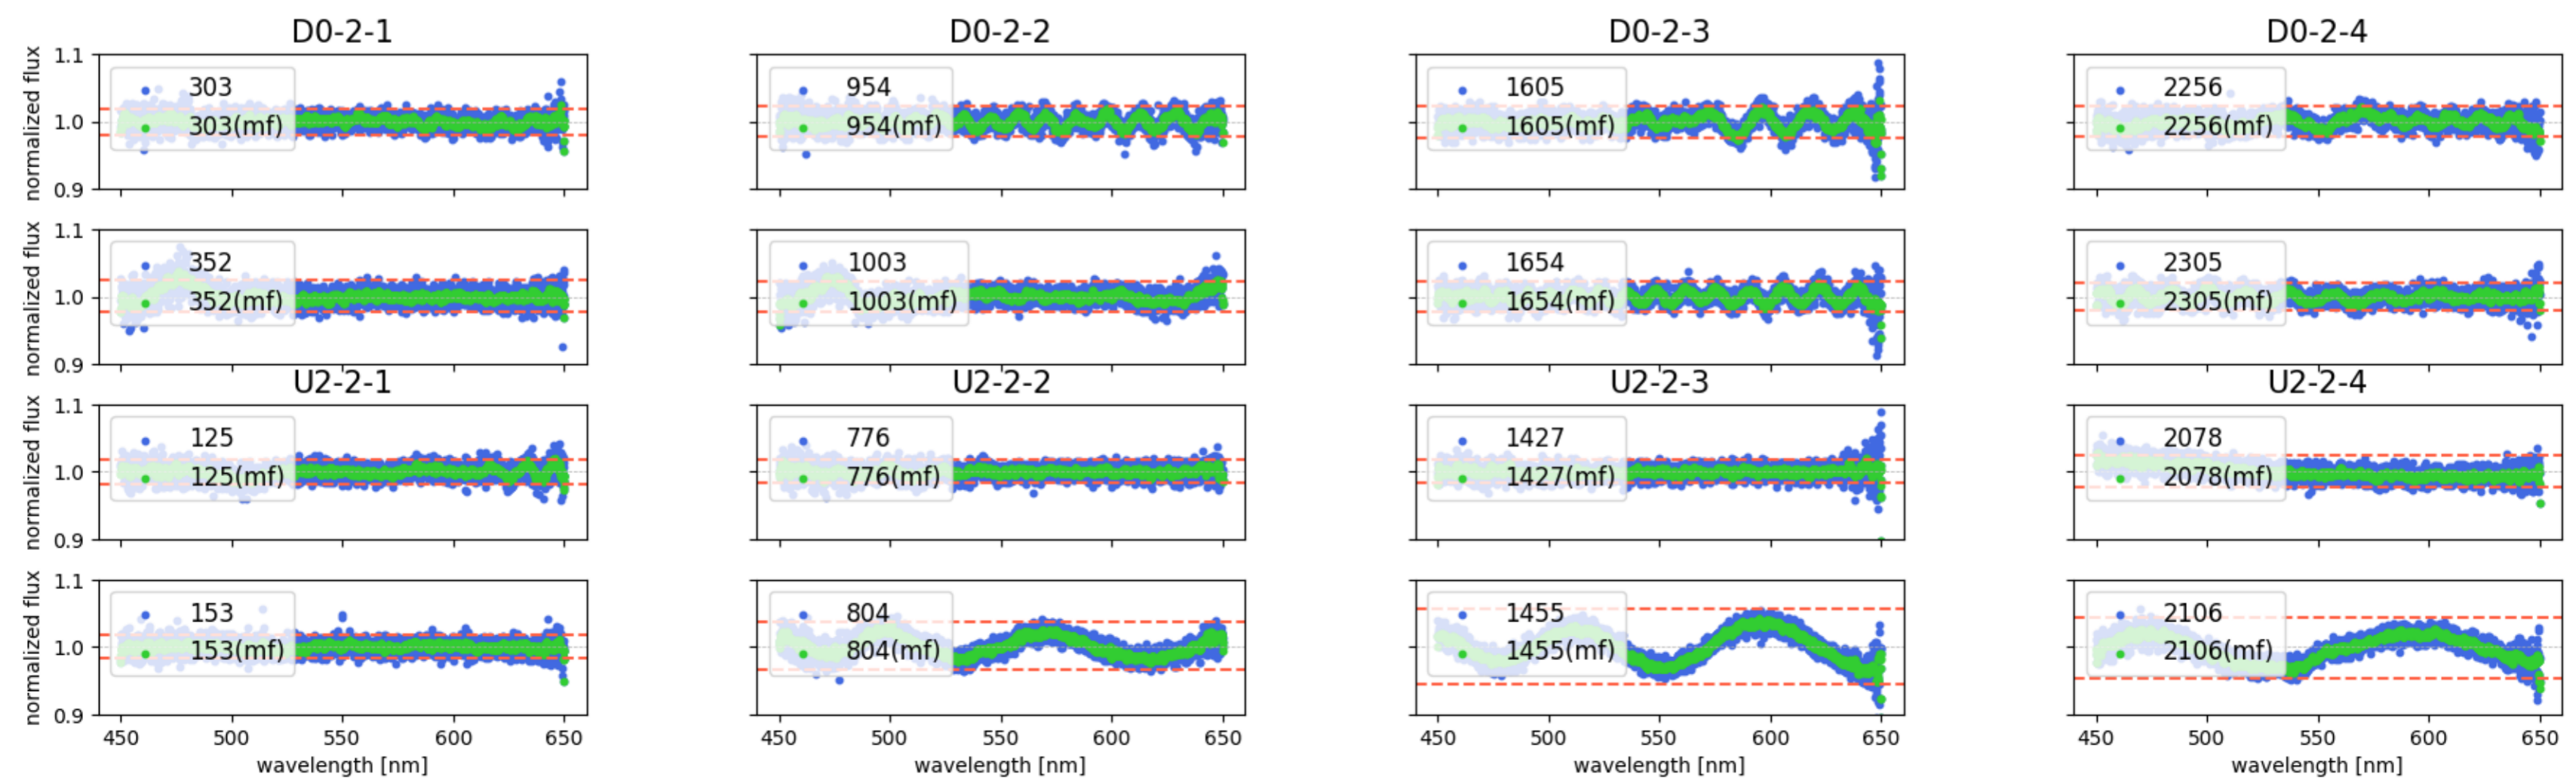 D0-2-1 D0-2-2 D0-2-3 D0-2-4
normalized flux
1.1
1.0
0.9
303
303(mf)
954
954(mf)
1605
1605(mf)
2256
2256(mf)
normalized flux
1.1
1.0
0.9
352
352(mf)
1003
1003(mf)
1654
1654(mf)
2305
2305(mf)
U2-2-1 U2-2-2 U2-2-3 U2-2-4
normalized flux
1.1
1.0
0.9
125
125(mf)
776
776(mf)
1427
1427(mf)
2078
2078(mf)
normalized flux
1.1
1.0
0.9
153
153(mf)
804
804(mf)
1455
1455(mf)
2106
2106(mf)
450 500 550 600 650 450 500 550 600 650 450 500 550 600 650 450 500 550 600 650
wavelength [nm] wavelength [nm] wavelength [nm] wavelength [nm]